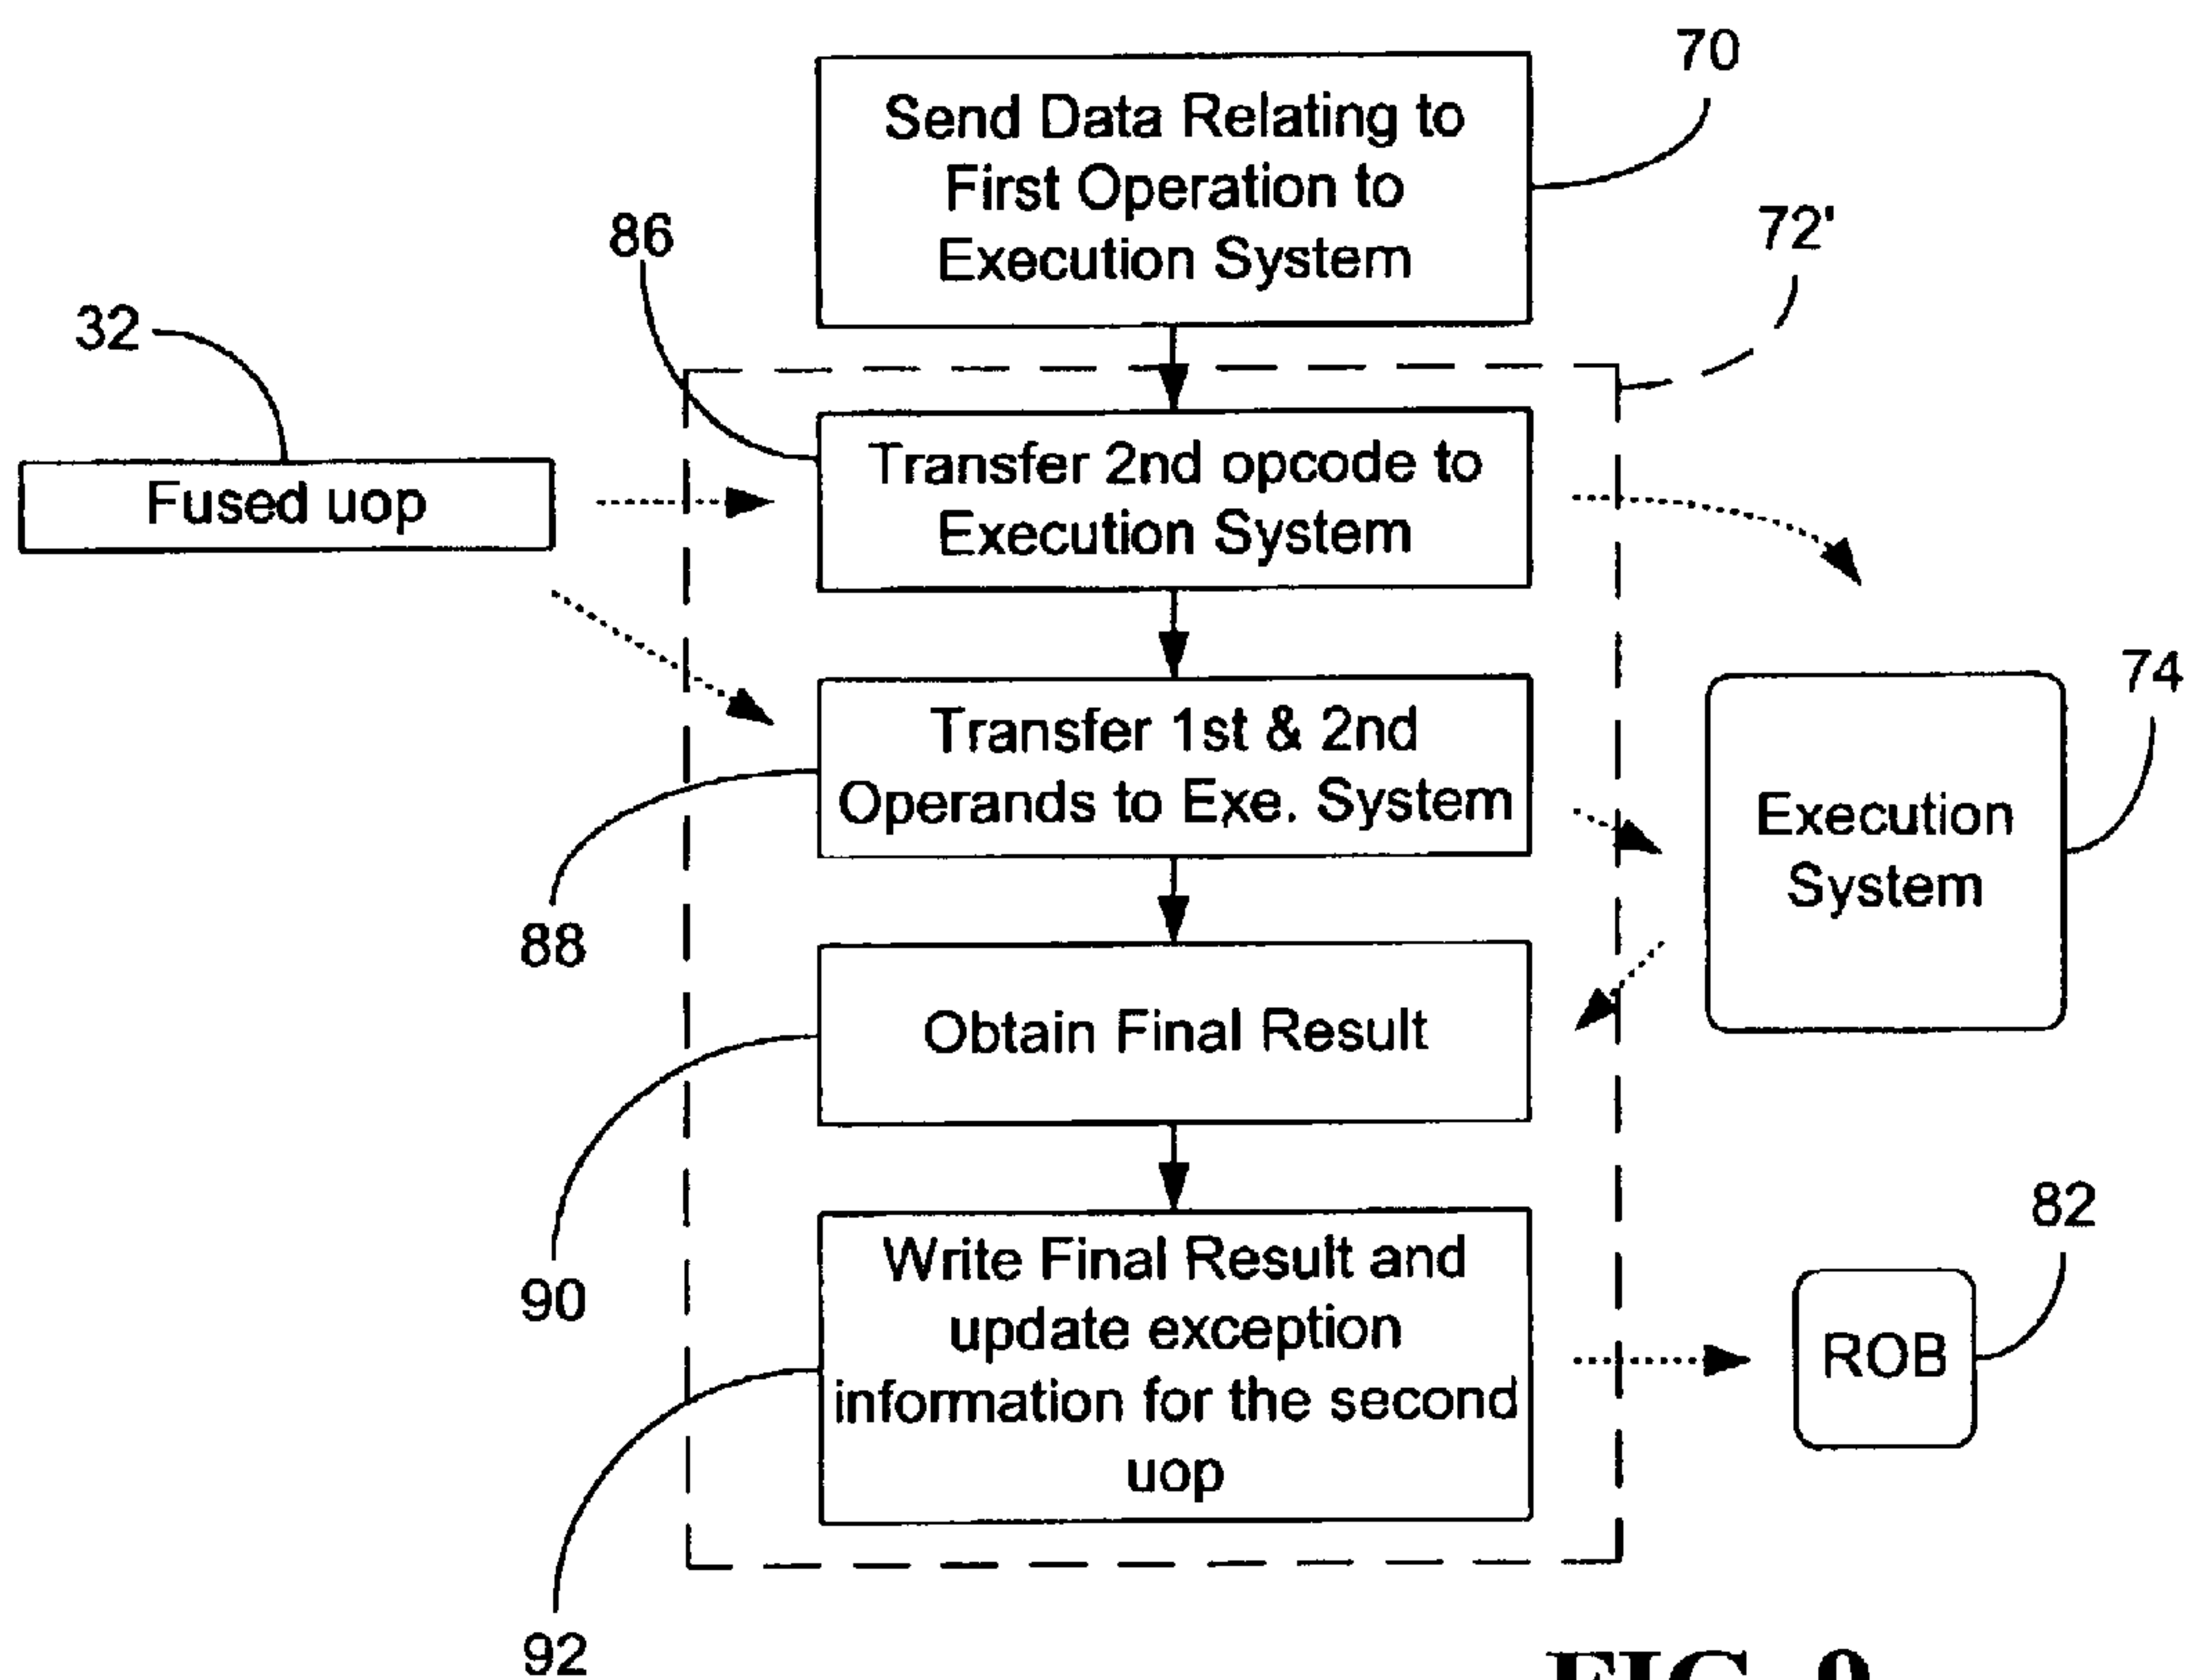 70
Send Data Relating to
First Operation to
Execution System
72'
86
32
Fused uop
Transfer 2nd opcode to
Execution System
74
Transfer 1st & 2nd
Operands to Exe. System
Execution
System
88
Obtain Final Result
90
82
Write Final Result and
update exception
information for the second
uop
ROB
92